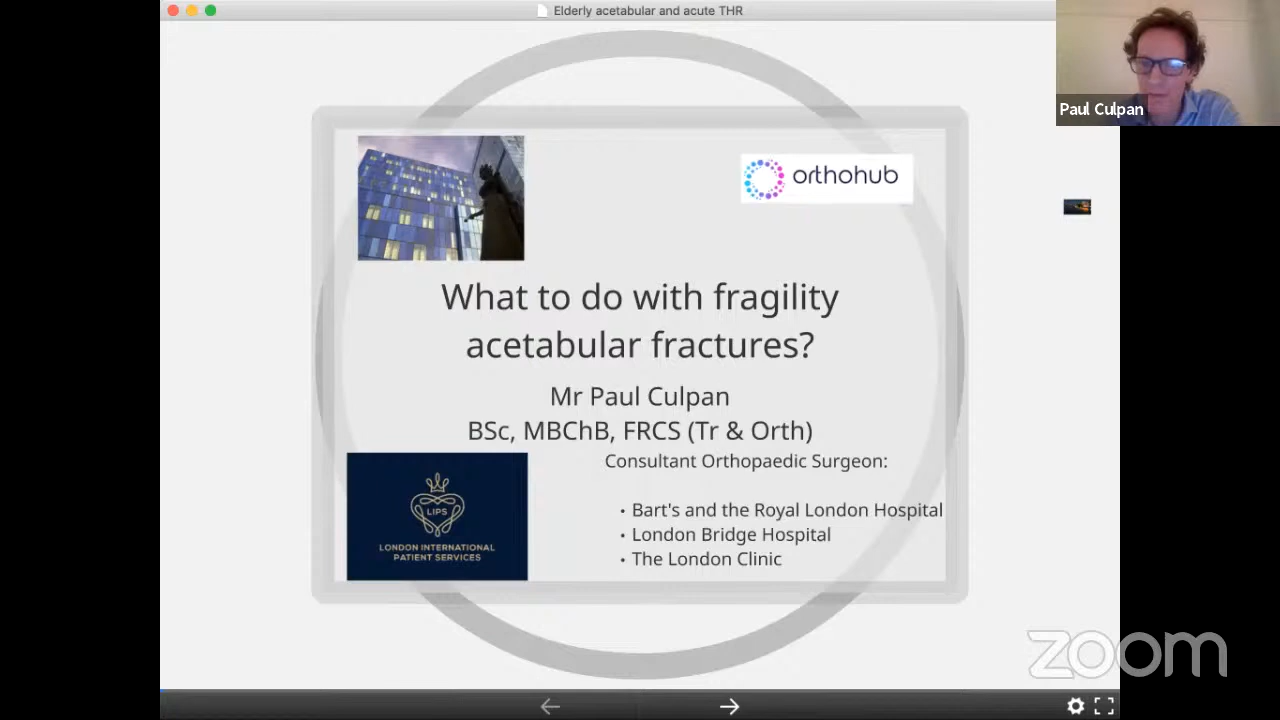 Elderly acetabular and acute THR
Paul Culpan
orthohub
What to do with fragility
acetabular fractures?
Mr Paul Culpan
BSc, MBChB, FRCS (Tr & Orth)
Consultant Orthopaedic Surgeon:
• Bart's and the Royal London Hospital
• London Bridge Hospital
• The London Clinic
LIPS
LONDON INTERNATIONAL
PATIENT SERVICES
zoom